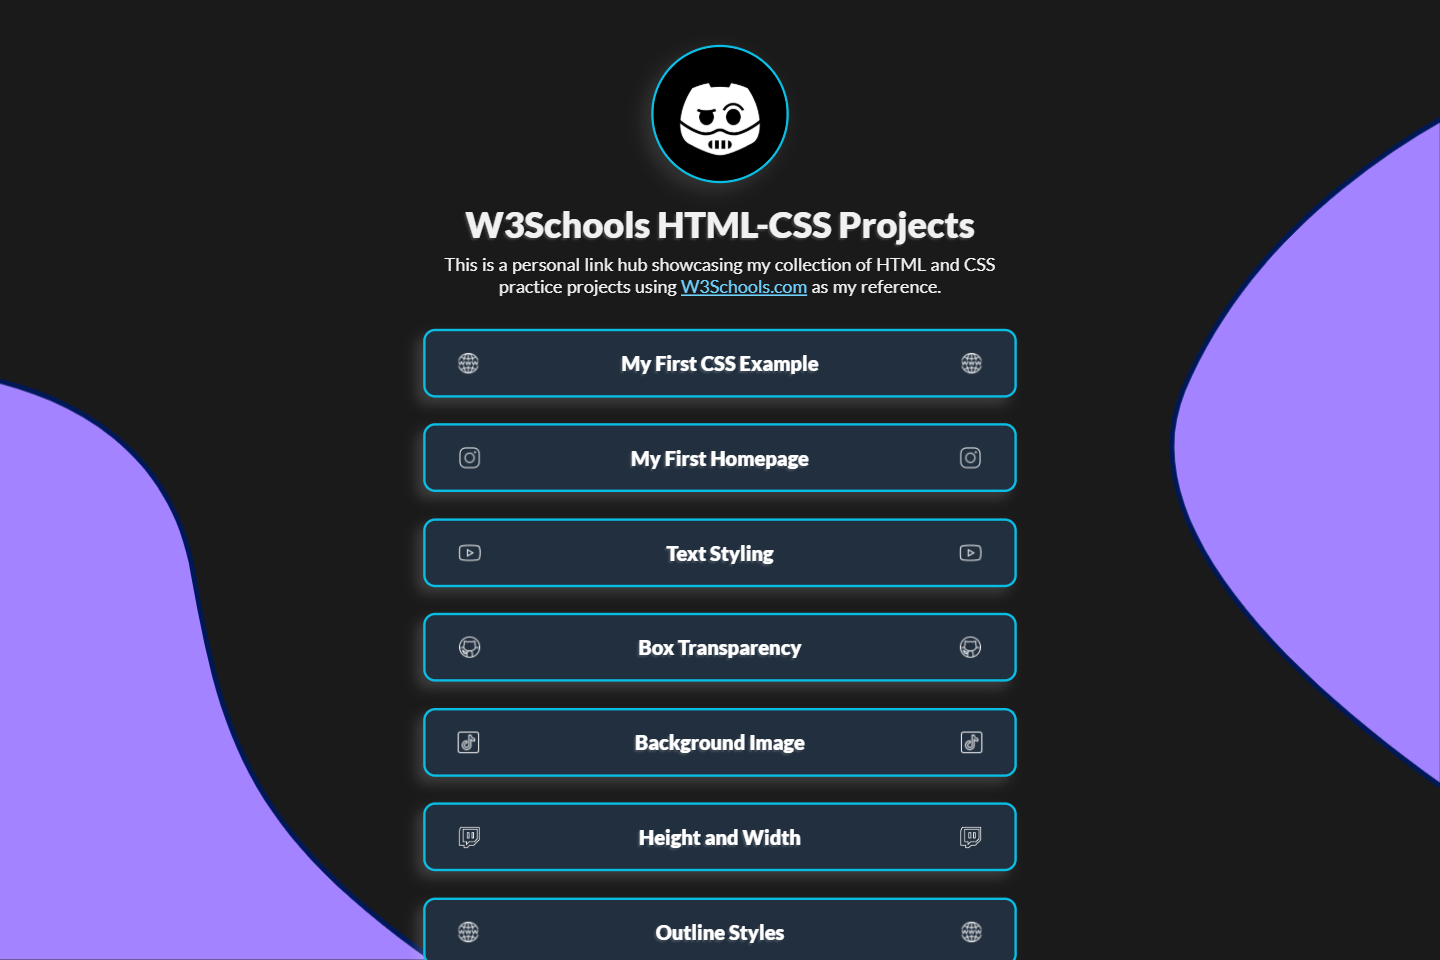 W3Schools HTML-CSS Projects
This is a personal link hub showcasing my collection of HTML and CSS
practice projects using W3Schools.com as my reference.
My First CSS Example
My First Homepage
Text Styling
Box Transparency
Background Image
Height and Width
Outline Styles